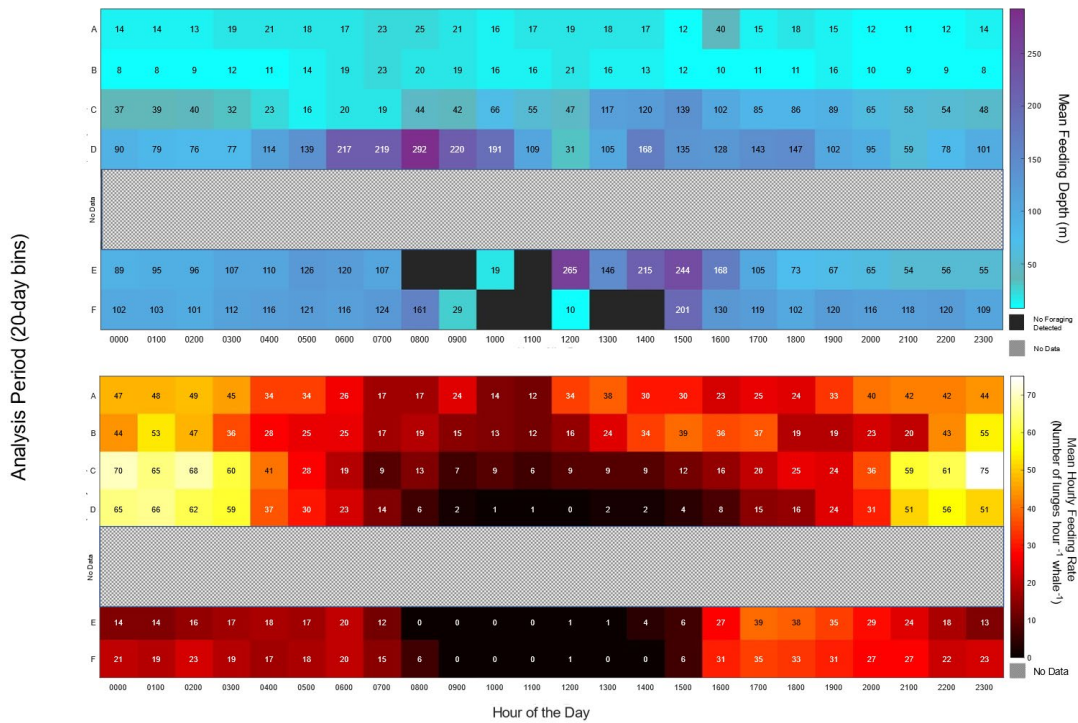 A 14 14 13 19 21 18 17 23 25 21 16 17 19 18 17 12 40 15 18 15 12 11 12 14
B 8 8 9 12 11 14 19 23 20 19 16 16 21 16 13 12 10 11 11 16 10 9 9 8
C 37 39 40 32 23 16 20 19 44 42 66 55 47 117 120 139 102 85 86 89 65 58 54 48
D 90 79 76 77 114 139 217 219 292 220 191 109 31 105 168 135 128 143 147 102 95 59 78 101
No Data
E 89 95 96 107 110 126 120 107 19 265 146 215 244 168 105 73 67 65 54 56 55
F 102 103 101 112 116 121 116 124 161 29 10 201 130 119 102 120 116 118 120 109
0000 0100 0200 0300 0400 0500 0600 0700 0800 0900 1000 1100 1200 1300 1400 1500 1600 1700 1800 1900 2000 2100 2200 2300
250
200
150
100
50
Mean Feeding Depth (m)
No Foraging
Detected
No Data
Analysis Period (20-day bins)
A 47 48 49 45 34 34 26 17 17 24 14 12 34 38 30 30 23 25 24 33 40 42 42 44
B 44 53 47 36 28 25 25 17 19 15 13 12 16 24 34 39 36 37 19 19 23 20 43 55
C 70 65 68 60 41 28 19 9 13 7 9 6 9 9 9 12 16 20 25 24 36 59 61 75
D 65 66 62 59 37 30 23 14 6 2 1 1 0 2 2 4 8 15 16 24 31 51 56 51
No Data
E 14 14 16 17 18 17 20 12 0 0 0 0 1 1 4 6 27 39 38 35 29 24 18 13
F 21 19 23 19 17 18 20 15 6 0 0 0 1 0 0 6 31 35 33 31 27 27 22 23
0000 0100 0200 0300 0400 0500 0600 0700 0800 0900 1000 1100 1200 1300 1400 1500 1600 1700 1800 1900 2000 2100 2200 2300
70
60
50
40
30
20
10
0
Mean Hourly Feeding Rate
(Number of lunges hour -1 whale-1)
No Data
Hour of the Day